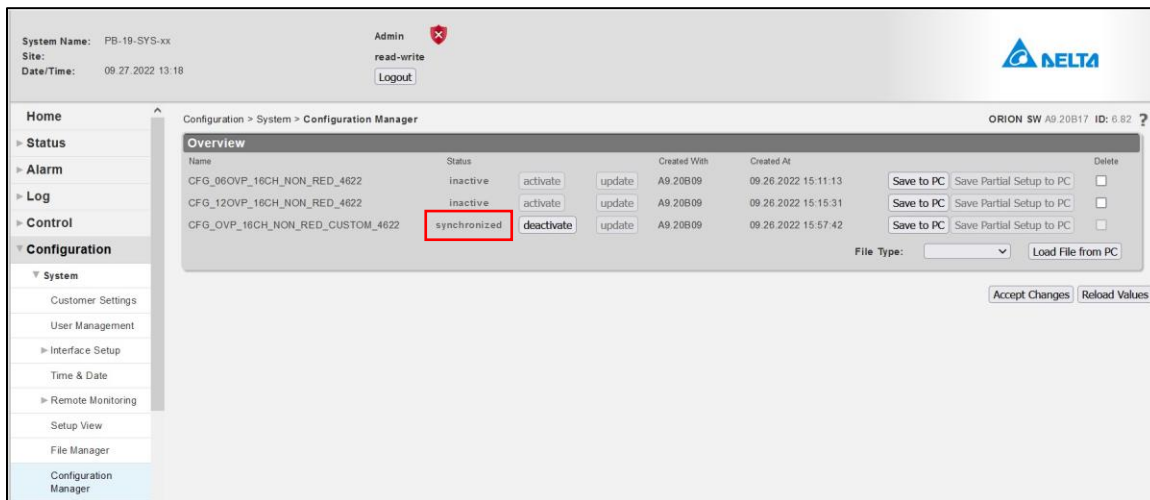 System Name: PB-19-SYS-xx
Site:
Date/Time: 09.27.2022 13:18
Admin
read-write
Logout
DELTA
Home
Status
Alarm
Log
Control
Configuration
System
Customer Settings
User Management
Interface Setup
Time & Date
Remote Monitoring
Setup View
File Manager
Configuration
Manager
Configuration > System > Configuration Manager
ORION SW A9.20B17 ID: 6.82 ?
Overview
Name Status Created With Created At Delete
CFG_06OVP_16CH_NON_RED_4622 inactive activate update A9.20B09 09.26.2022 15:11:13 Save to PC Save Partial Setup to PC
CFG_12OVP_16CH_NON_RED_4622 inactive activate update A9.20B09 09.26.2022 15:15:31 Save to PC Save Partial Setup to PC
CFG_OVP_16CH_NON_RED_CUSTOM_4622 synchronized deactivate update A9.20B09 09.26.2022 15:57:42 Save to PC Save Partial Setup to PC
File Type: Load File from PC
Accept Changes Reload Values